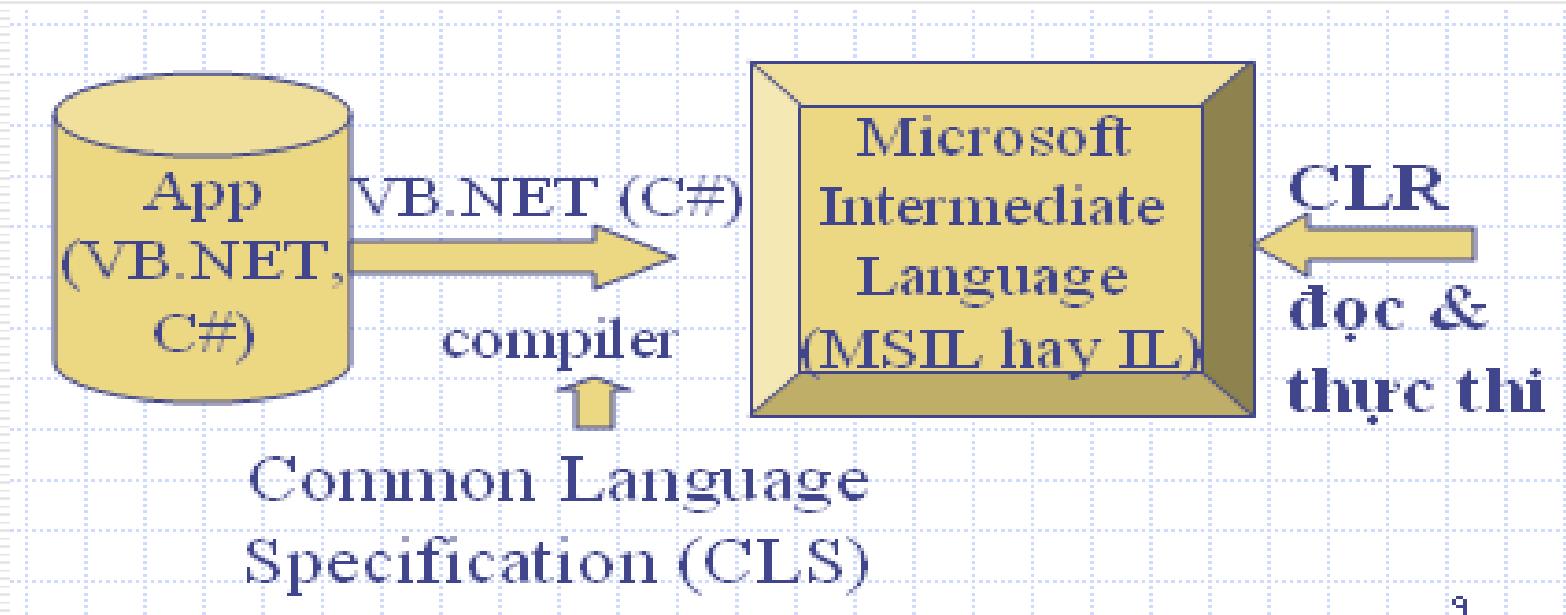 App
(VB.NET,
C#)
VB.NET (C#)
compiler
Common Language
Specification (CLS)
Microsoft
Intermediate
Language
(MSIL hay IL)
CLR
đọc &
thực thi
9